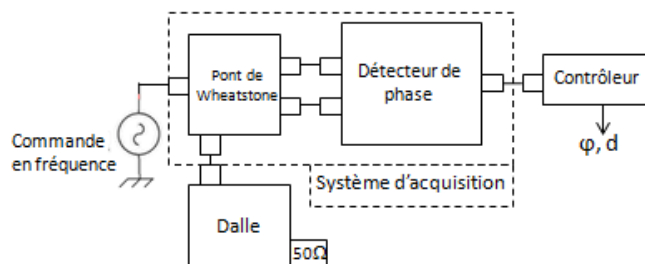 Pont de
Wheatstone
Détecteur de
phase
Contrôleur
φ, d
Commande
en fréquence
Système d'acquisition
Dalle
50Ω